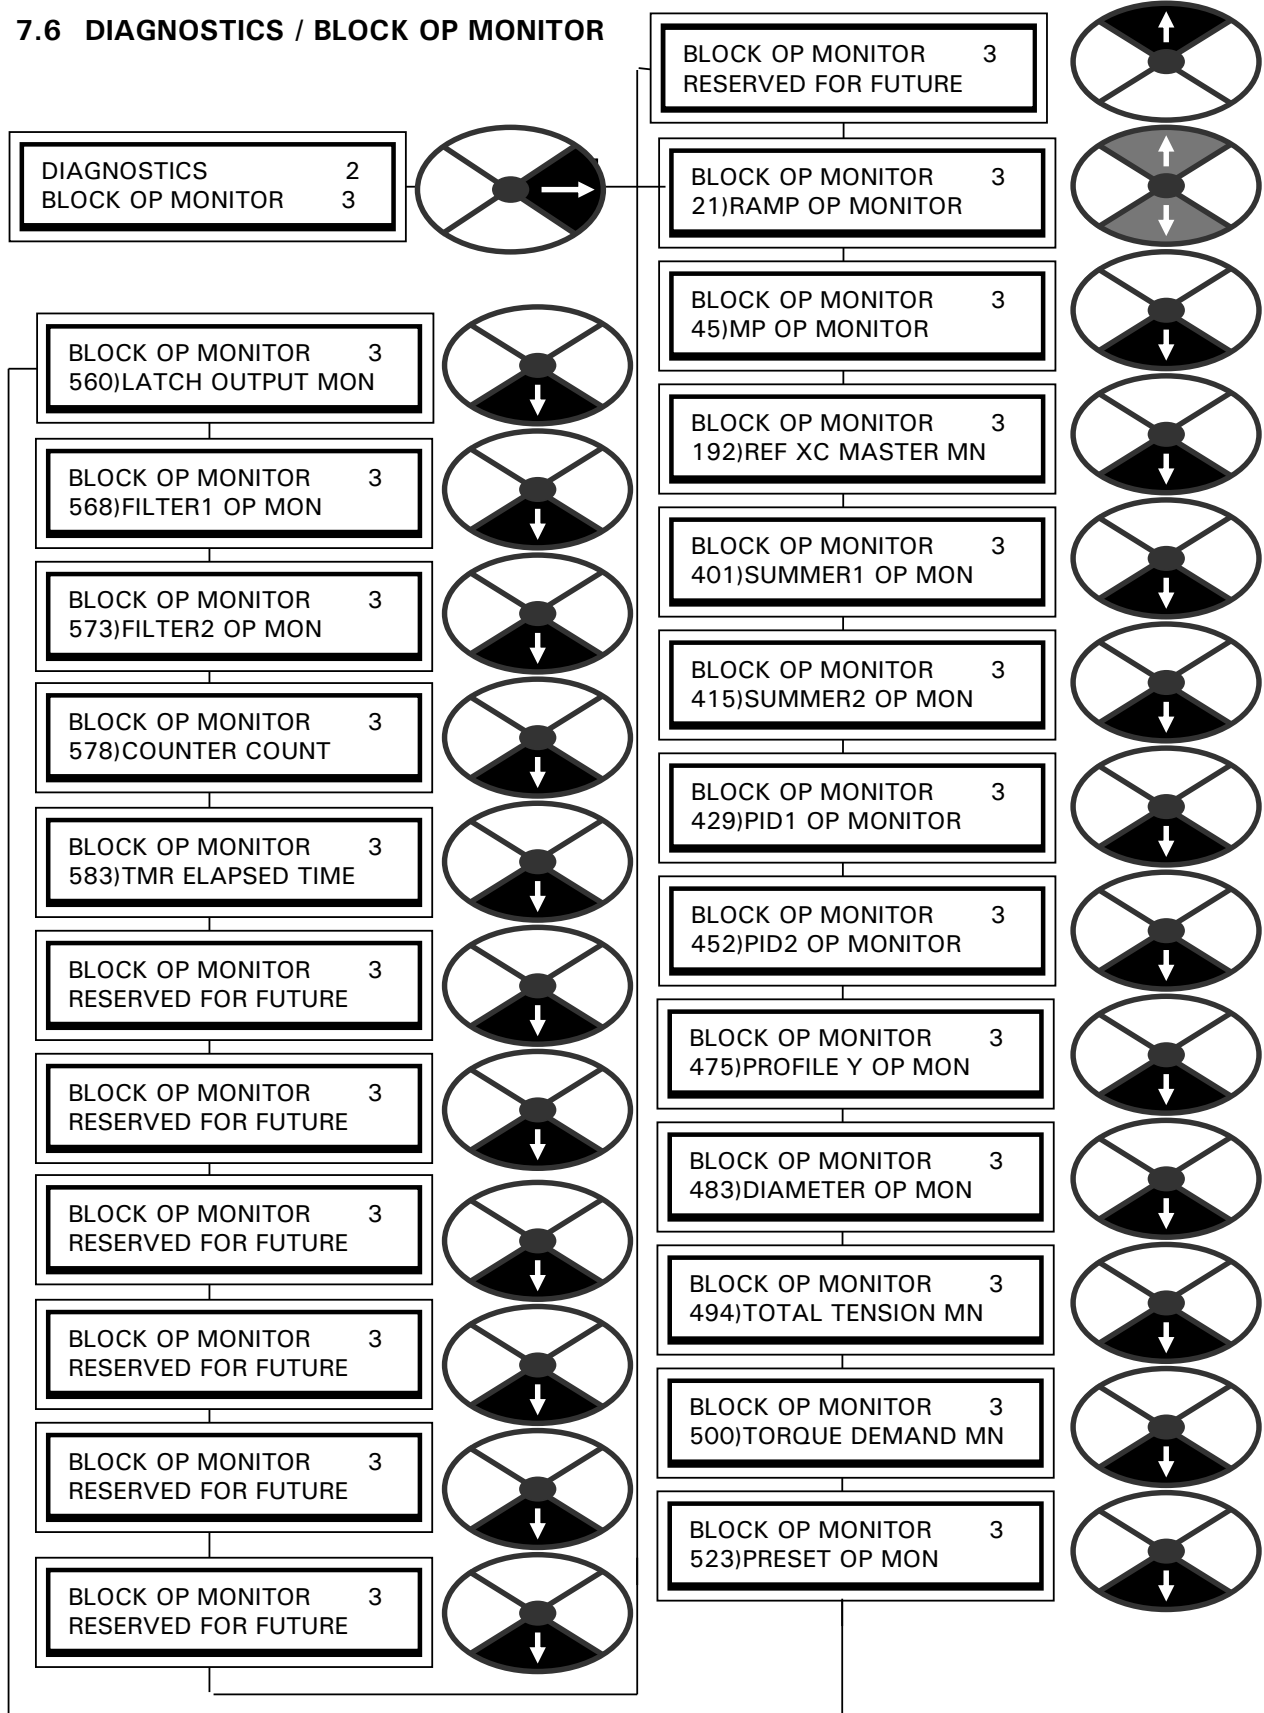 7.6 DIAGNOSTICS / BLOCK OP MONITOR
DIAGNOSTICS 2
BLOCK OP MONITOR 3
BLOCK OP MONITOR 3
RESERVED FOR FUTURE
BLOCK OP MONITOR 3
21)RAMP OP MONITOR
BLOCK OP MONITOR 3
45)MP OP MONITOR
BLOCK OP MONITOR 3
192)REF XC MASTER MN
BLOCK OP MONITOR 3
401)SUMMER1 OP MON
BLOCK OP MONITOR 3
415)SUMMER2 OP MON
BLOCK OP MONITOR 3
429)PID1 OP MONITOR
BLOCK OP MONITOR 3
452)PID2 OP MONITOR
BLOCK OP MONITOR 3
475)PROFILE Y OP MON
BLOCK OP MONITOR 3
483)DIAMETER OP MON
BLOCK OP MONITOR 3
494)TOTAL TENSION MN
BLOCK OP MONITOR 3
500)TORQUE DEMAND MN
BLOCK OP MONITOR 3
523)PRESET OP MON
BLOCK OP MONITOR 3
560)LATCH OUTPUT MON
BLOCK OP MONITOR 3
568)FILTER1 OP MON
BLOCK OP MONITOR 3
573)FILTER2 OP MON
BLOCK OP MONITOR 3
578)COUNTER COUNT
BLOCK OP MONITOR 3
583)TMR ELAPSED TIME
BLOCK OP MONITOR 3
RESERVED FOR FUTURE
BLOCK OP MONITOR 3
RESERVED FOR FUTURE
BLOCK OP MONITOR 3
RESERVED FOR FUTURE
BLOCK OP MONITOR 3
RESERVED FOR FUTURE
BLOCK OP MONITOR 3
RESERVED FOR FUTURE
BLOCK OP MONITOR 3
RESERVED FOR FUTURE